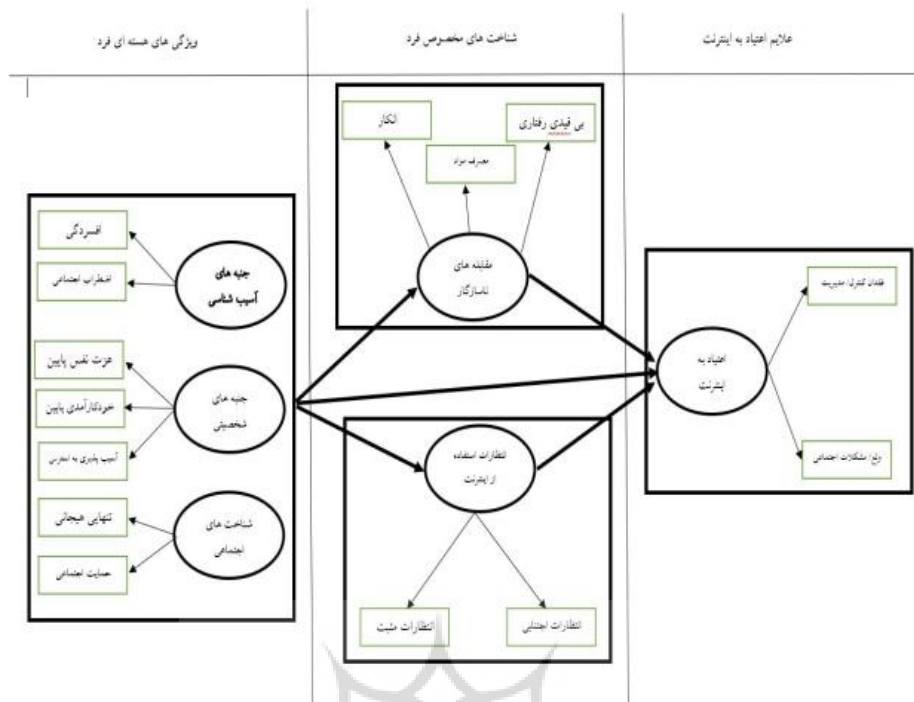 علایم اعتیاد به اینترنت
شناخت های مخصوص فرد
ویژگی های هسته ای فرد
بی قیدی رفتاری
انکار
مصرف مواد
مقابله های
ناسازگار
افسردگی
اضطراب اجتماعی
جنبه های
آسیب شناسی
عزت نفس پایین
خودکارآمدی پایین
آسیب پذیری به استرس
جنبه های
شخصیتی
تنهایی هیجانی
حمایت اجتماعی
شناخت های
اجتماعی
انتظارات استفاده
از اینترنت
انتظارات مثبت
انتظارات اجتنابی
اعتیاد به
اینترنت
فقدان کنترل/ مدیریت
ولع/ مشکلات اجتماعی